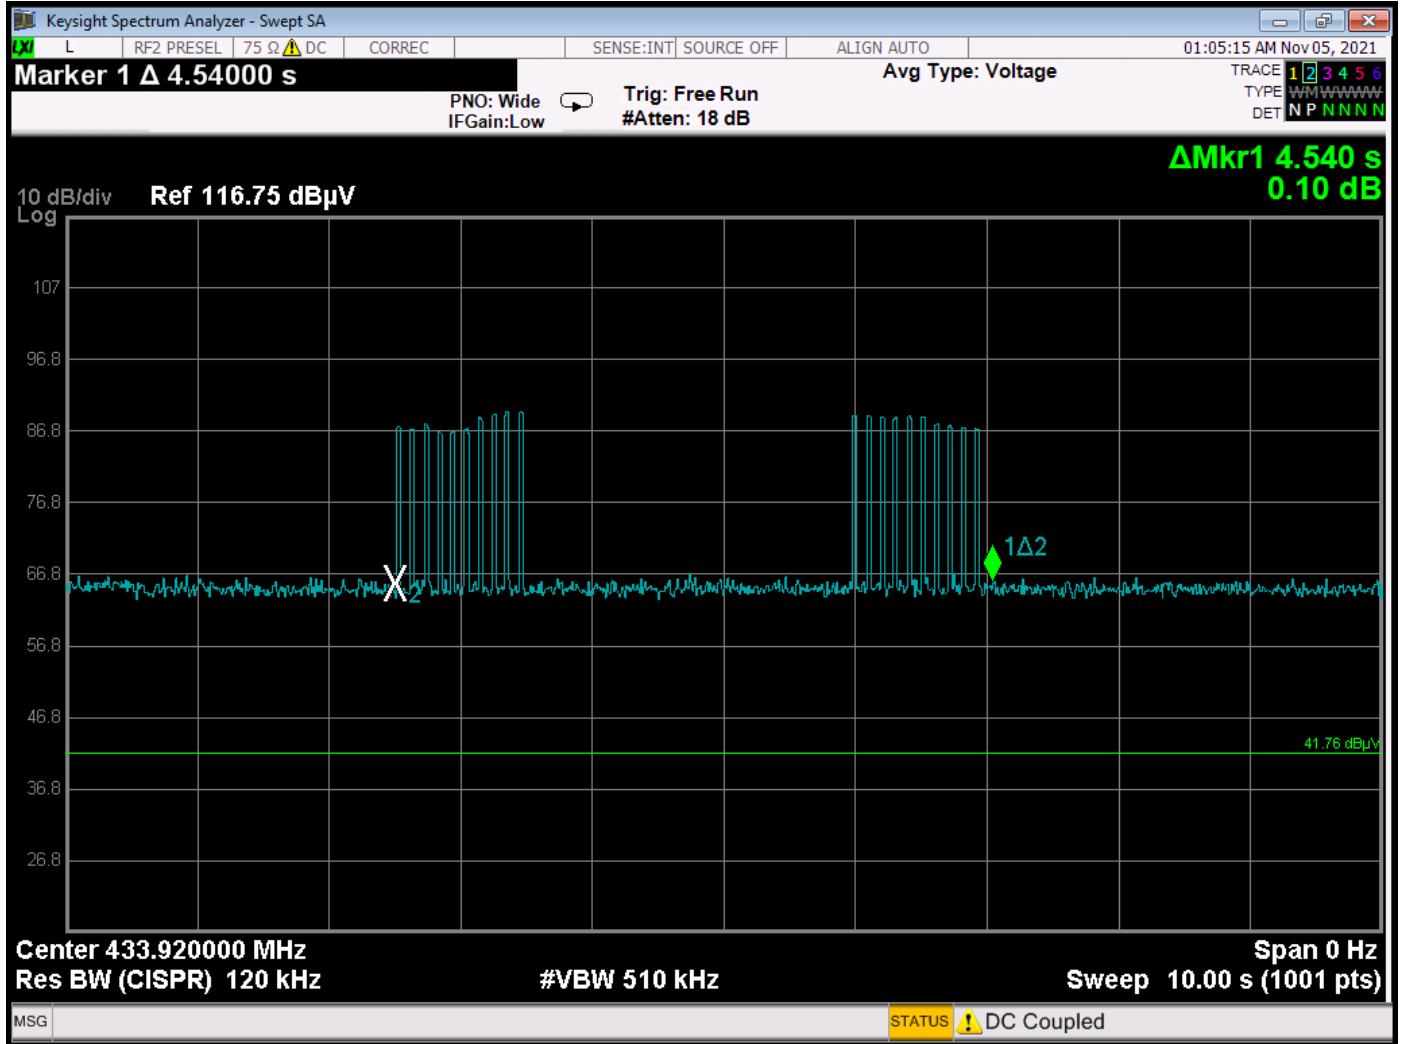 Keysight Spectrum Analyzer - Swept SA
LXI L RF2 PRESEL 75 Ω DC CORREC SENSE:INT SOURCE OFF ALIGN AUTO 01:05:15 AM Nov 05, 2021
Marker 1 Δ 4.54000 s
Avg Type: Voltage
TRACE 1 2 3 4 5 6
PNO: Wide
Trig: Free Run
TYPE WMWWWW
IFGain:Low
#Atten: 18 dB
DET N P N N N N
ΔMkr1 4.540 s
0.10 dB
10 dB/div Ref 116.75 dBµV
Log
107
96.8
86.8
76.8
1Δ2
66.8
X2
56.8
46.8
41.76 dBµV
36.8
26.8
Center 433.920000 MHz Span 0 Hz
Res BW (CISPR) 120 kHz #VBW 510 kHz Sweep 10.00 s (1001 pts)
MSG STATUS DC Coupled